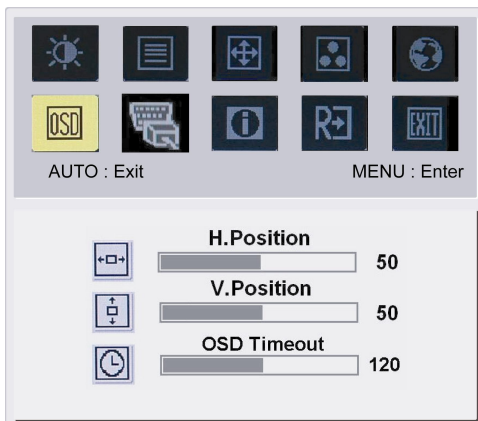 OSD
i
R
EXIT
AUTO : Exit
MENU : Enter
H.Position
50
V.Position
50
OSD Timeout
120